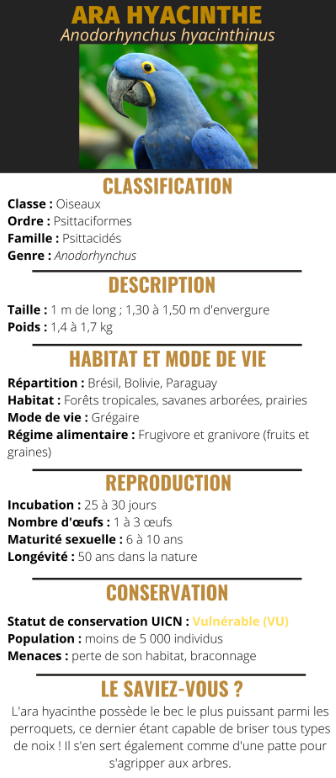 ARA HYACINTHE
Anodorhynchus hyacinthinus
CLASSIFICATION
Classe : Oiseaux
Ordre : Psittaciformes
Famille : Psittacidés
Genre : Anodorhynchus
DESCRIPTION
Taille : 1 m de long ; 1,30 à 1,50 m d'envergure
Poids : 1,4 à 1,7 kg
HABITAT ET MODE DE VIE
Répartition : Brésil, Bolivie, Paraguay
Habitat : Forêts tropicales, savanes arborées, prairies
Mode de vie : Grégaire
Régime alimentaire : Frugivore et granivore (fruits et
graines)
REPRODUCTION
Incubation : 25 à 30 jours
Nombre d'œufs : 1 à 3 œufs
Maturité sexuelle : 6 à 10 ans
Longévité : 50 ans dans la nature
CONSERVATION
Statut de conservation UICN : Vulnérable (VU)
Population : moins de 5 000 individus
Menaces : perte de son habitat, braconnage
LE SAVIEZ-VOUS ?
L'ara hyacinthe possède le bec le plus puissant parmi les
perroquets, ce dernier étant capable de briser tous types
de noix ! Il s'en sert également comme d'une patte pour
s'agripper aux arbres.